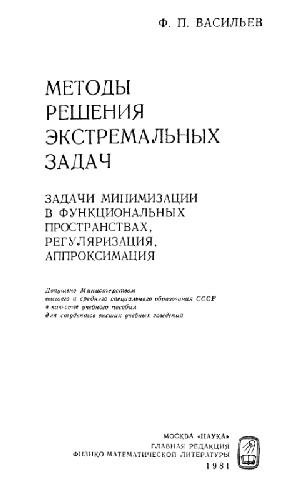 Ф. П. ВАСИЛЬЕВ
МЕТОДЫ
РЕШЕНИЯ
ЭКСТРЕМАЛЬНЫХ
ЗАДАЧ
ЗАДАЧИ МИНИМИЗАЦИИ
В ФУНКЦИОНАЛЬНЫХ
ПРОСТРАНСТВАХ,
РЕГУЛЯРИЗАЦИЯ,
АППРОКСИМАЦИЯ
Допущено Министерством
высшего и среднего специального образования СССР
в качестве учебного пособия
для студентов высших учебных заведений
МОСКВА «НАУКА»
ГЛАВНАЯ РЕДАКЦИЯ
ФИЗИКО-МАТЕМАТИЧЕСКОЙ ЛИТЕРАТУРЫ
1981